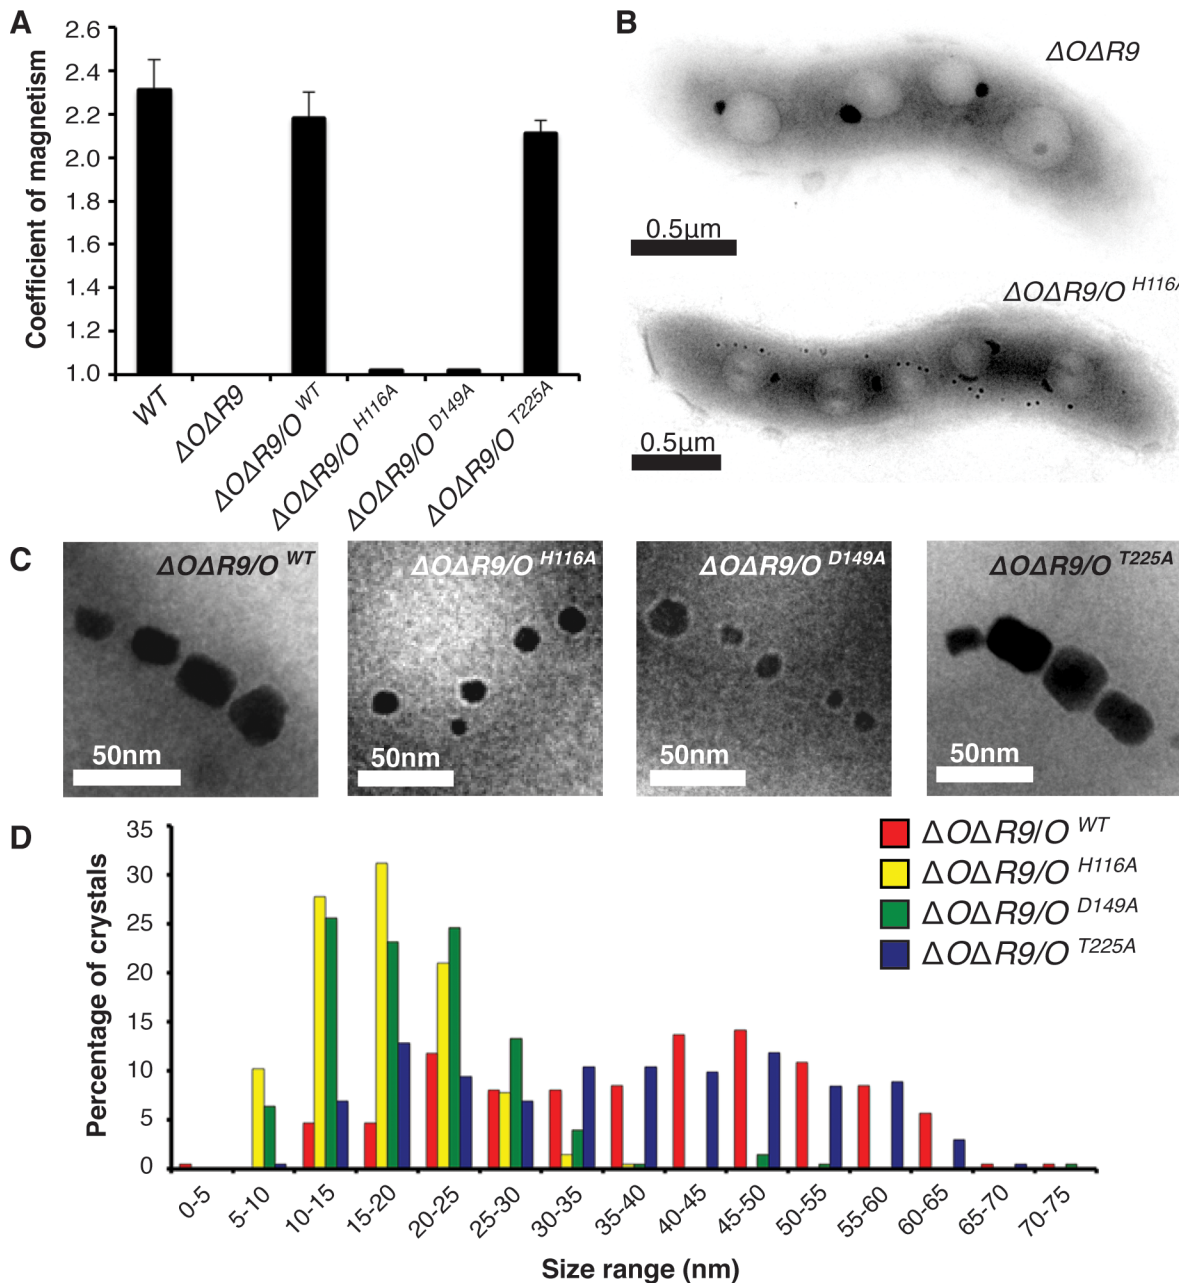 A
Coefficient of magnetism
2.6
2.4
2.2
2.0
1.8
1.6
1.4
1.2
1.0
WT
ΔOΔR9
ΔOΔR9/O WT
ΔOΔR9/O H116A
ΔOΔR9/O D149A
ΔOΔR9/O T225A
B
ΔOΔR9
0.5μm
ΔOΔR9/O H116A
0.5μm
C
ΔOΔR9/O WT
50nm
ΔOΔR9/O H116A
50nm
ΔOΔR9/O D149A
50nm
ΔOΔR9/O T225A
50nm
D
Percentage of crystals
35
30
25
20
15
10
5
0
0-5
5-10
10-15
15-20
20-25
25-30
30-35
35-40
40-45
45-50
50-55
55-60
60-65
65-70
70-75
Size range (nm)
ΔOΔR9/O WT
ΔOΔR9/O H116A
ΔOΔR9/O D149A
ΔOΔR9/O T225A